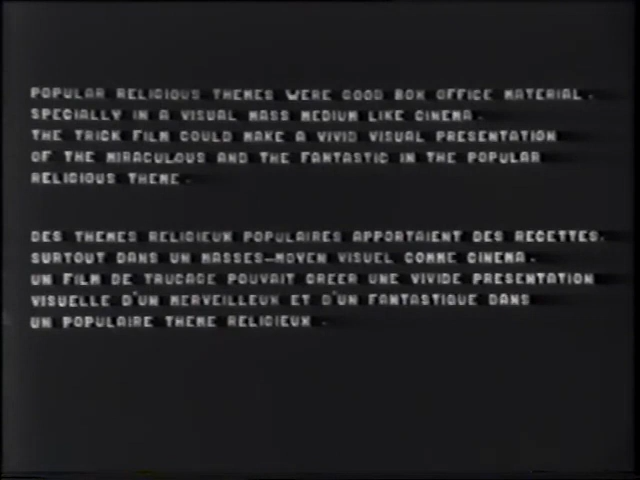 POPULAR RELIGIOUS THEMES WERE GOOD BOX OFFICE MATERIAL.
SPECIALLY IN A VISUAL MASS MEDIUM LIKE CINEMA.
THE TRICK FILM COULD MAKE A VIVID VISUAL PRESENTATION
OF THE MIRACULOUS AND THE FANTASTIC IN THE POPULAR
RELIGIOUS THEME.
DES THEMES RELIGIEUX POPULAIRES APPORTAIENT DES RECETTES.
SURTOUT DANS UN MASSES-MOYEN VISUEL COMME CINEMA.
UN FILM DE TRUCAGE POUVAIT CREER UNE VIVIDE PRESENTATION
VISUELLE D'UN MERVEILLEUX ET D'UN FANTASTIQUE DANS
UN POPULAIRE THEME RELIGIEUX.